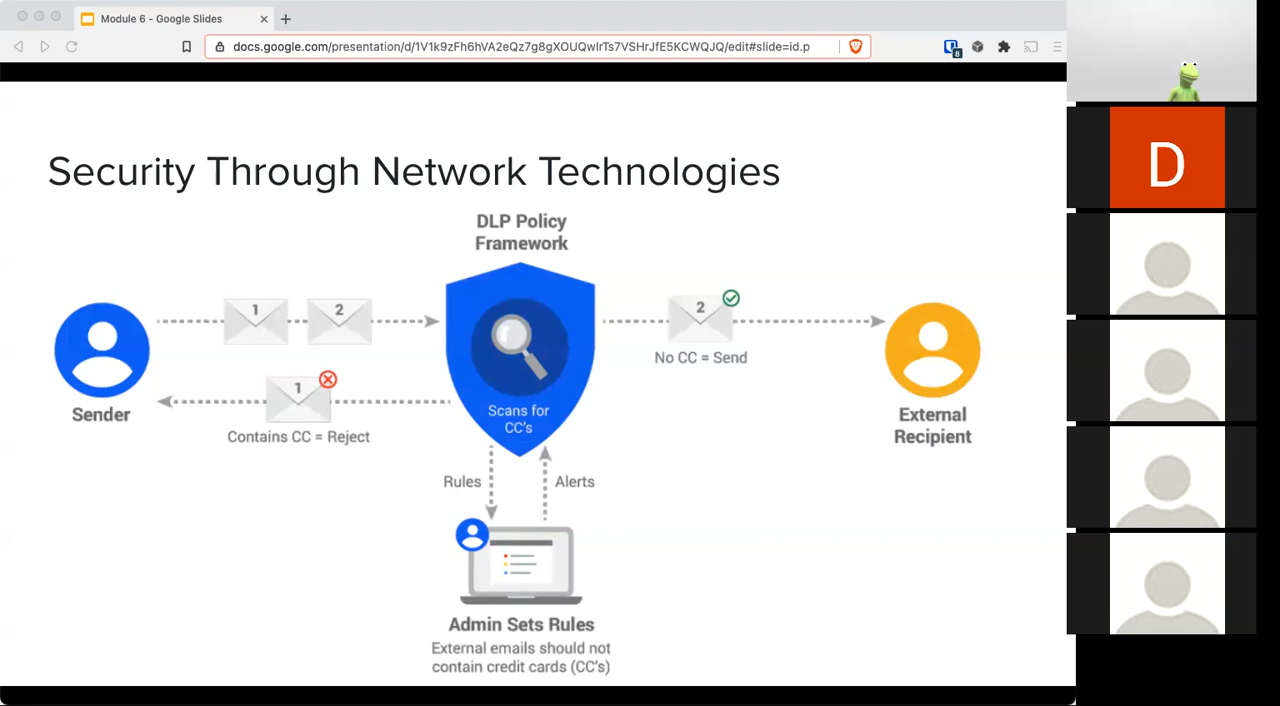 Module 6 - Google Slides
docs.google.com/presentation/d/1V1k9zFh6hVA2eQz7g8gXOUQwIrTs7VSHrJfE5KCWQJQ/edit#slide=id.p
8
D
Security Through Network Technologies
DLP Policy
Framework
1
2
2
No CC = Send
1
Contains CC = Reject
Scans for
CC's
Sender
External
Recipient
Rules
Alerts
Admin Sets Rules
External emails should not
contain credit cards (CC's)